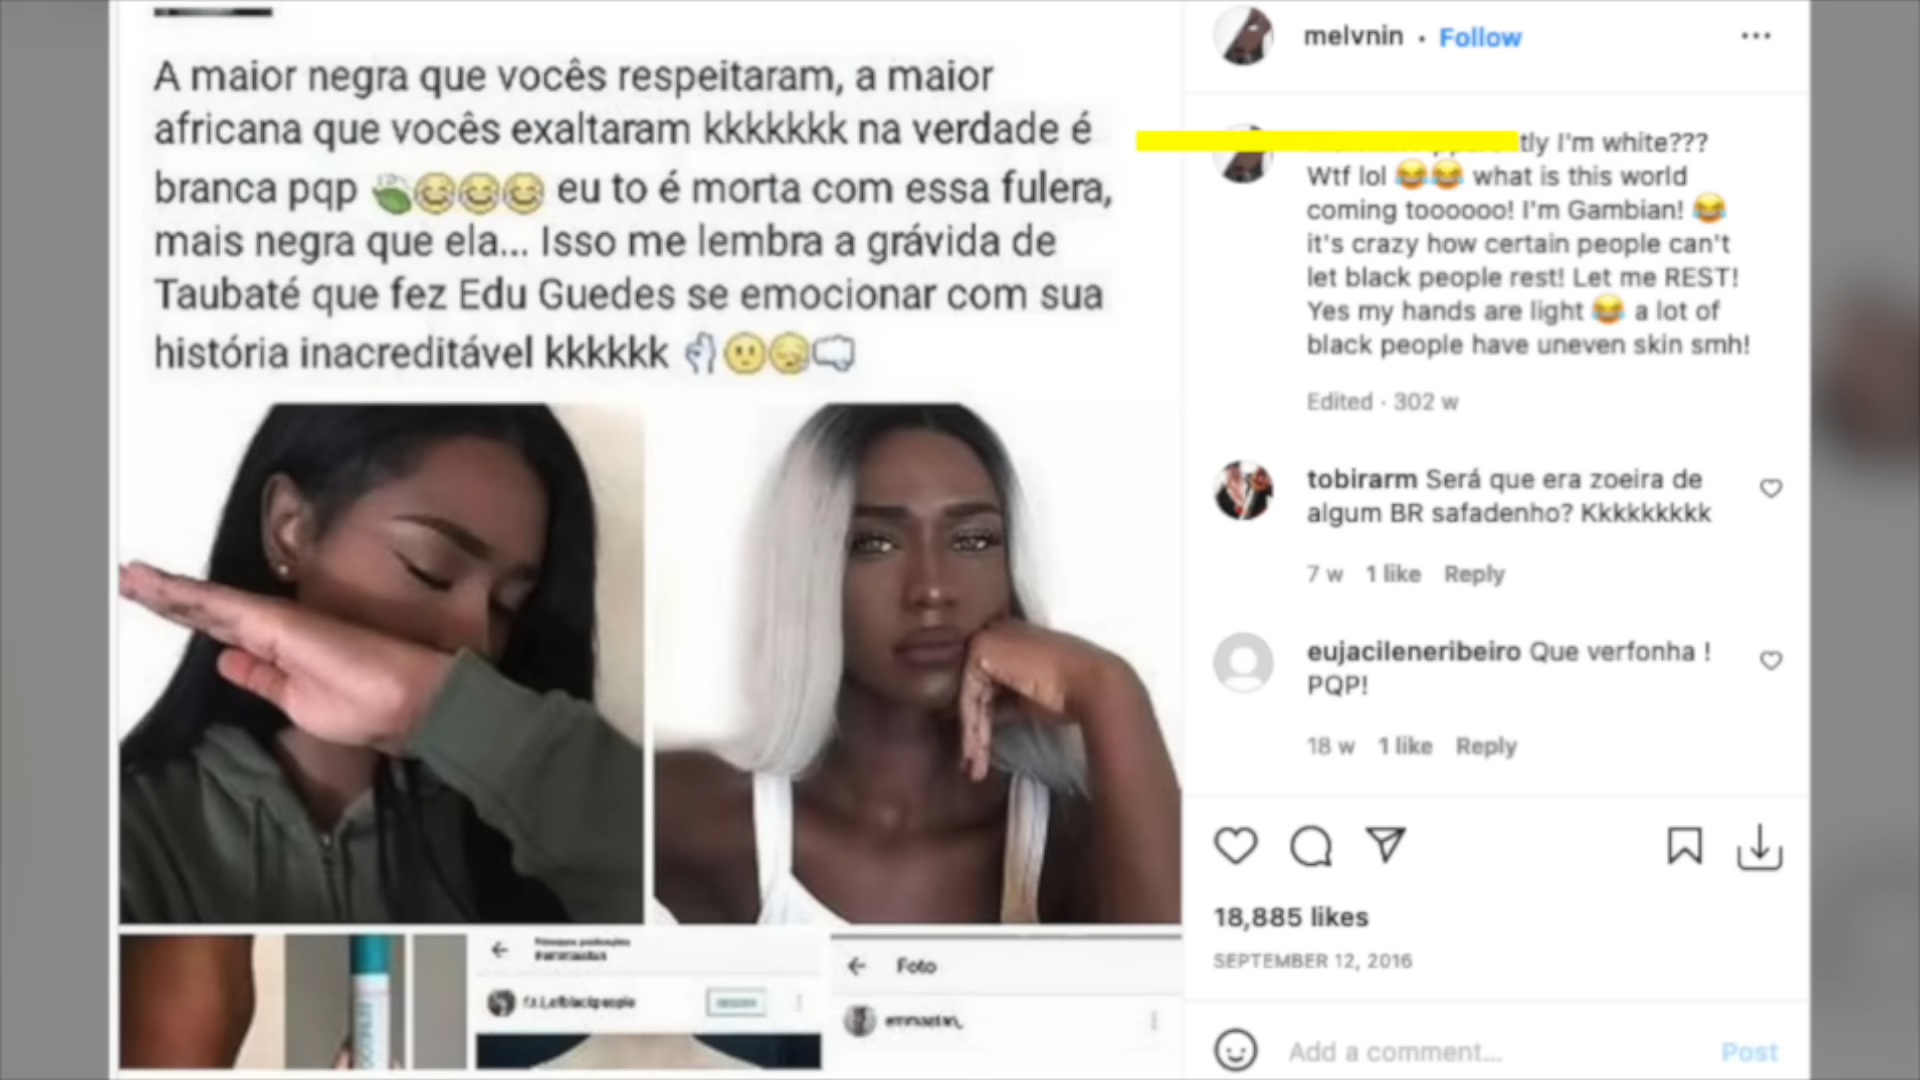 A maior negra que vocês respeitaram, a maior
africana que vocês exaltaram kkkkkkk na verdade é
branca pqp 🍃😂😂😂 eu to é morta com essa fulera,
mais negra que ela... Isso me lembra a grávida de
Taubaté que fez Edu Guedes se emocionar com sua
história inacreditável kkkkkk
Foto
melvnin • Follow
tly I'm white???
Wtf lol 😂😂 what is this world
coming toooooo! I'm Gambian! 😂
it's crazy how certain people can't
let black people rest! Let me REST!
Yes my hands are light 😂 a lot of
black people have uneven skin smh!
Edited · 302 w
tobirarm Será que era zoeira de
algum BR safadenho? Kkkkkkkkk
7 w 1 like Reply
eujacileneribeiro Que verfonha !
PQP!
18 w 1 like Reply
18,885 likes
SEPTEMBER 12, 2016
Add a comment... Post